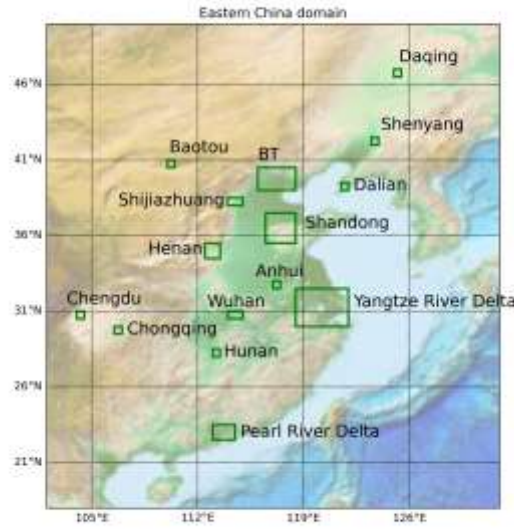 Eastern China domain
Daqing
46°N
Shenyang
Baotou
BT
41°N
Dalian
Shijiazhuang
Shandong
36°N
Henan
Anhui
Chengdu
Wuhan
Yangtze River Delta
31°N
Chongqing
Hunan
26°N
Pearl River Delta
21°N
105°E 112°E 119°E 126°E